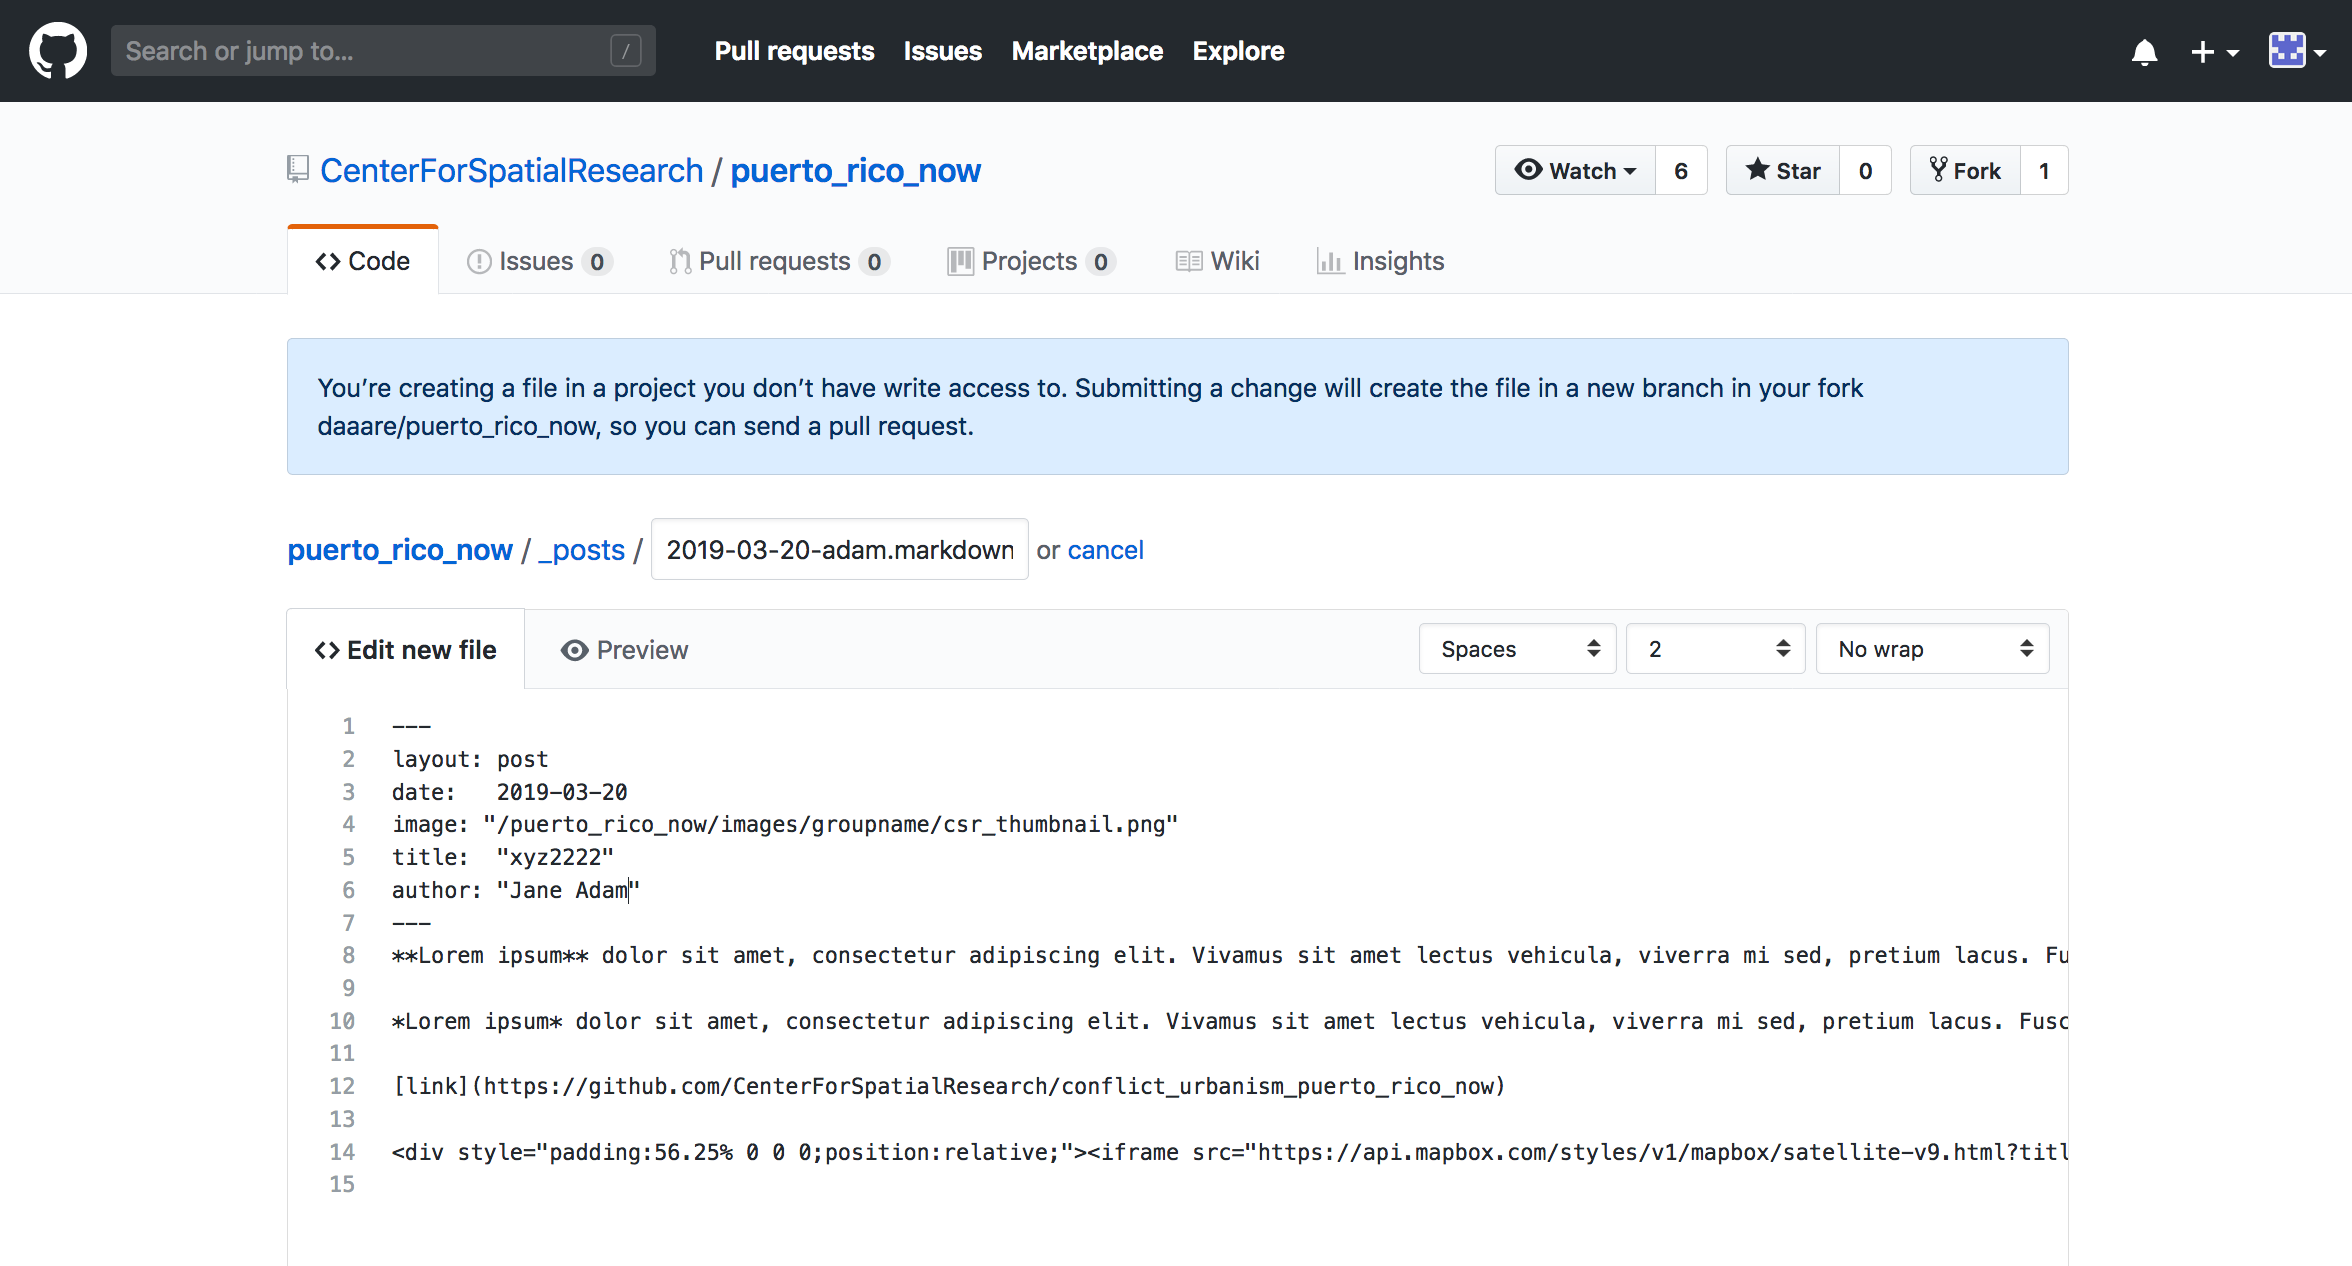 Search or jump to... /
Pull requests Issues Marketplace Explore
CenterForSpatialResearch / puerto_rico_now
Watch 6 Star 0 Fork 1
Code Issues 0 Pull requests 0 Projects 0 Wiki Insights
You’re creating a file in a project you don’t have write access to. Submitting a change will create the file in a new branch in your fork
daaare/puerto_rico_now, so you can send a pull request.
puerto_rico_now / _posts / 2019-03-20-adam.markdown or cancel
Edit new file Preview Spaces 2 No wrap
1 ---
2 layout: post
3 date:   2019-03-20
4 image: "/puerto_rico_now/images/groupname/csr_thumbnail.png"
5 title:  "xyz2222"
6 author: "Jane Adam"
7 ---
8 **Lorem ipsum** dolor sit amet, consectetur adipiscing elit. Vivamus sit amet lectus vehicula, viverra mi sed, pretium lacus. Fu
9
10 *Lorem ipsum* dolor sit amet, consectetur adipiscing elit. Vivamus sit amet lectus vehicula, viverra mi sed, pretium lacus. Fusc
11
12 [link](https://github.com/CenterForSpatialResearch/conflict_urbanism_puerto_rico_now)
13
14 <div style="padding:56.25% 0 0 0;position:relative;"><iframe src="https://api.mapbox.com/styles/v1/mapbox/satellite-v9.html?titl
15